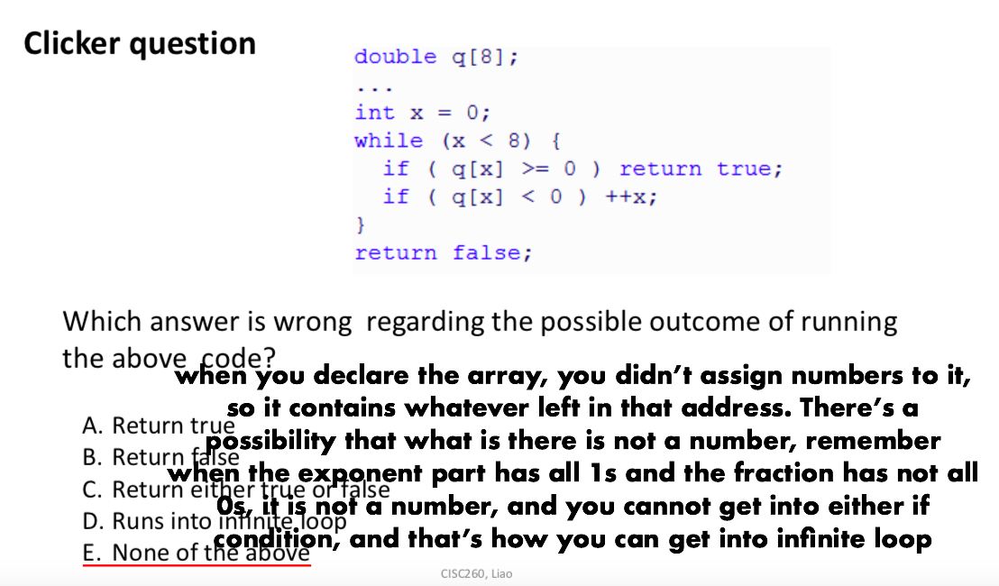 Clicker question
double q[8];
...
int x = 0;
while (x < 8) {
if ( q[x] >= 0 ) return true;
if ( q[x] < 0 ) ++x;
}
return false;
Which answer is wrong regarding the possible outcome of running
the above code?
when you declare the array, you didn't assign numbers to it,
so it contains whatever left in that address. There's a
possibility that what is there is not a number, remember
when the exponent part has all 1s and the fraction has not all
0s, it is not a number, and you cannot get into either if
condition, and that's how you can get into infinite loop
A. Return true
B. Return false
C. Return either true or false
D. Runs into infinite loop
E. None of the above
CISC260, Liao